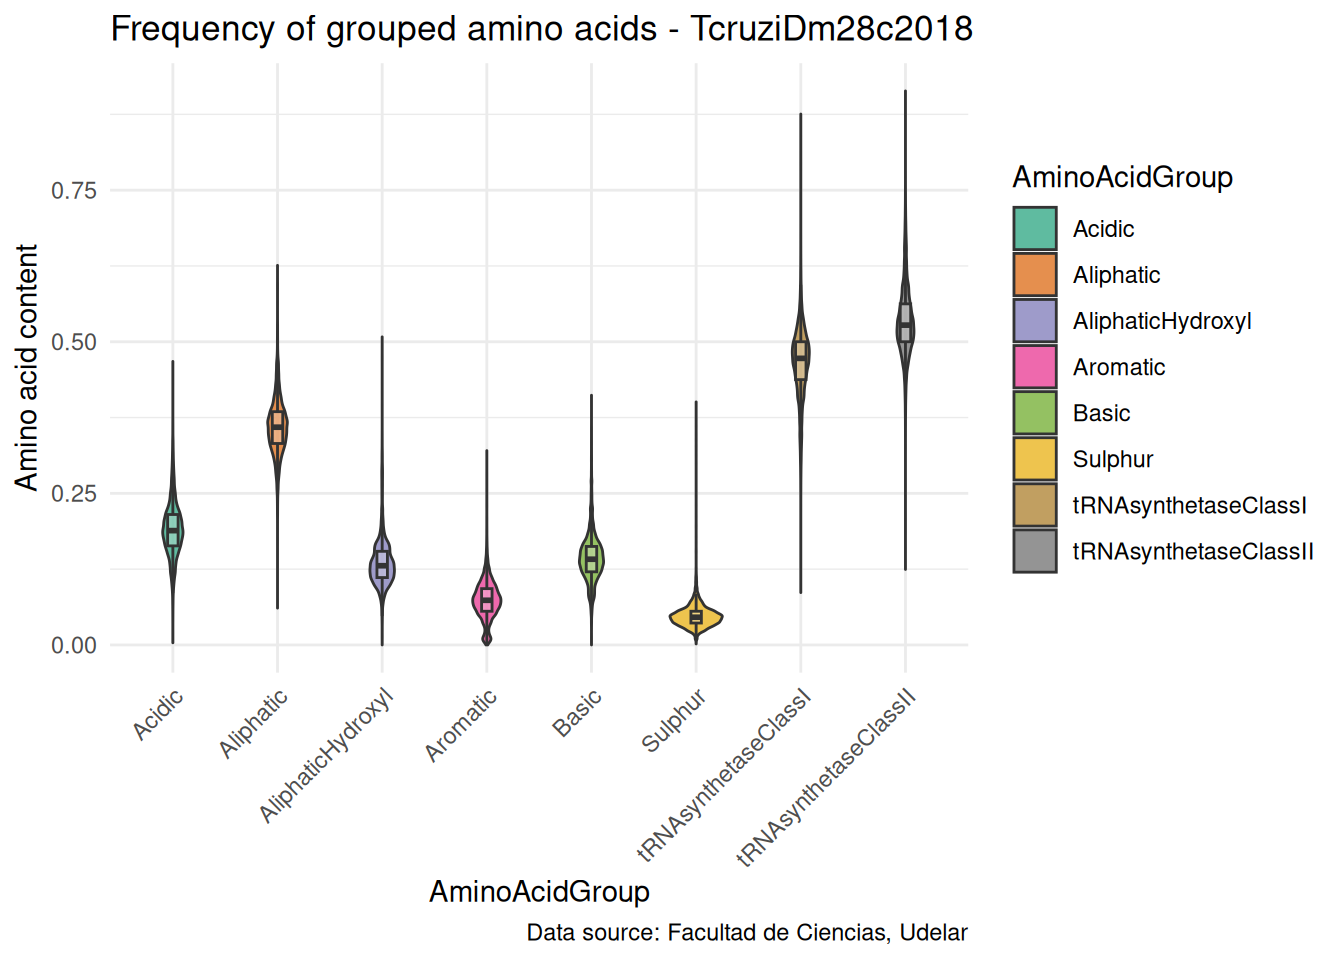 Frequency of grouped amino acids - TcruziDm28c2018
Amino acid content
0.75
0.50
0.25
0.00
Acidic
Aliphatic
AliphaticHydroxyl
Aromatic
Basic
Sulphur
tRNAsynthetaseClassI
tRNAsynthetaseClassII
AminoAcidGroup
Data source: Facultad de Ciencias, Udelar
AminoAcidGroup
Acidic
Aliphatic
AliphaticHydroxyl
Aromatic
Basic
Sulphur
tRNAsynthetaseClassI
tRNAsynthetaseClassII